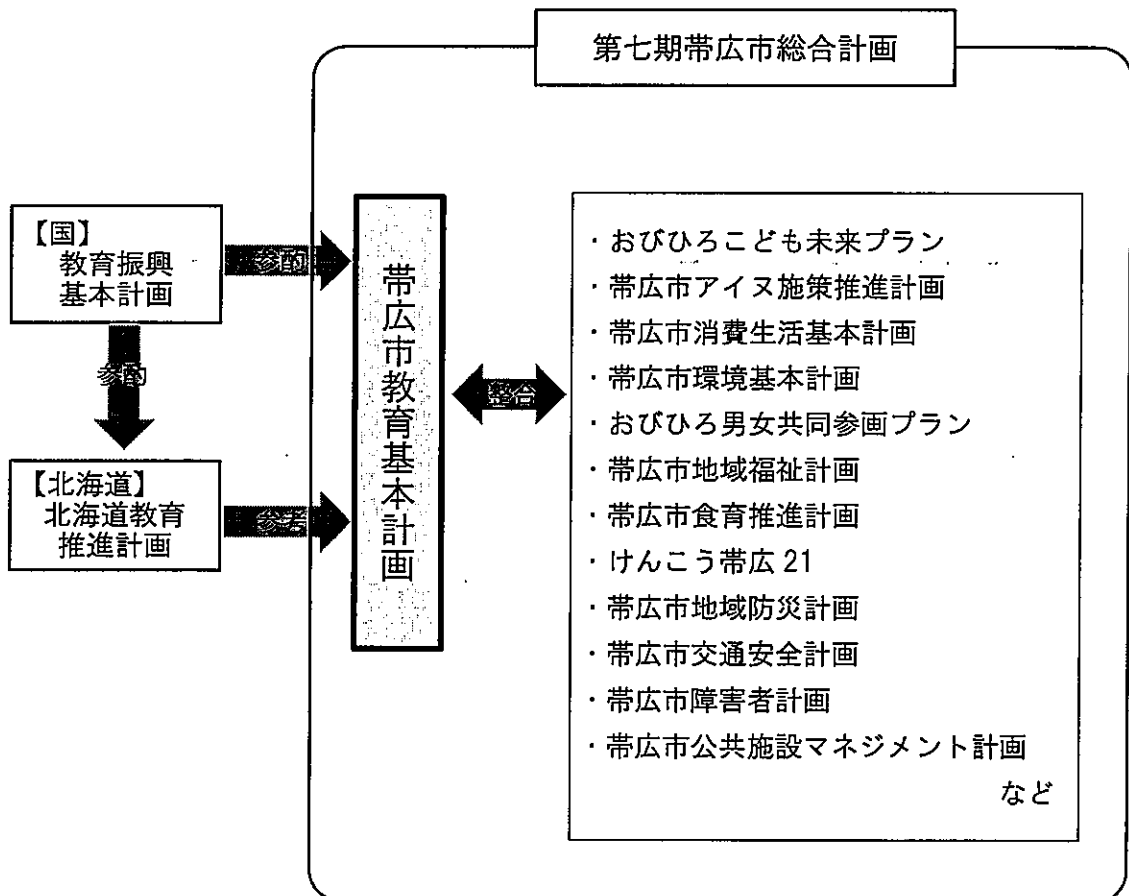 第七期帯広市総合計画
【国】
教育振興
基本計画
参酌
参酌
【北海道】
北海道教育
推進計画
参考
帯広市教育基本計画
整合
・おびひろこども未来プラン
・帯広市アイヌ施策推進計画
・帯広市消費生活基本計画
・帯広市環境基本計画
・おびひろ男女共同参画プラン
・帯広市地域福祉計画
・帯広市食育推進計画
・けんこう帯広 21
・帯広市地域防災計画
・帯広市交通安全計画
・帯広市障害者計画
・帯広市公共施設マネジメント計画
など